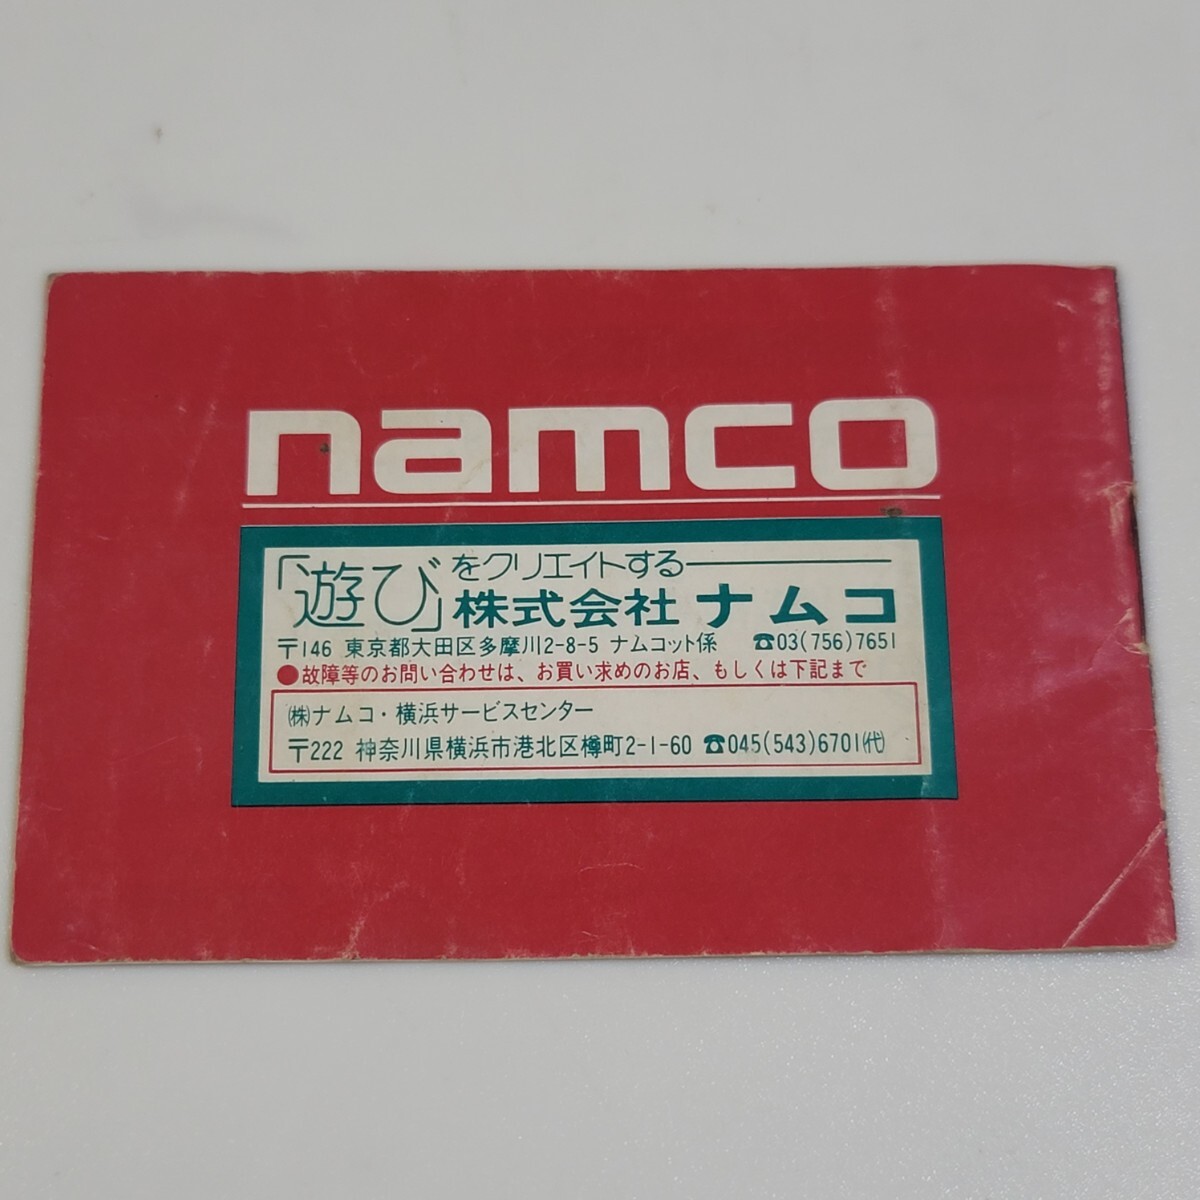 namco
「遊び」をクリエイトする――
株式会社 ナムコ
〒146 東京都大田区多摩川2-8-5 ナムコット係 ☎03(756)7651
●故障等のお問い合わせは、お買い求めのお店、もしくは下記まで
㈱ナムコ・横浜サービスセンター
〒222 神奈川県横浜市港北区樽町2-1-60 ☎045(543)6701㈹